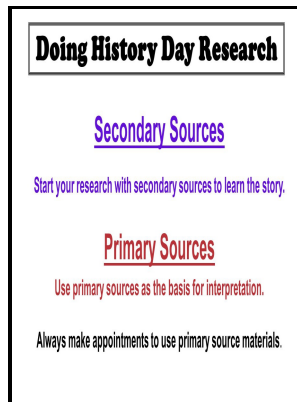 Doing History Day Research
Secondary Sources
Start your research with secondary sources to learn the story.
Primary Sources
Use primary sources as the basis for interpretation.
Always make appointments to use primary source materials.